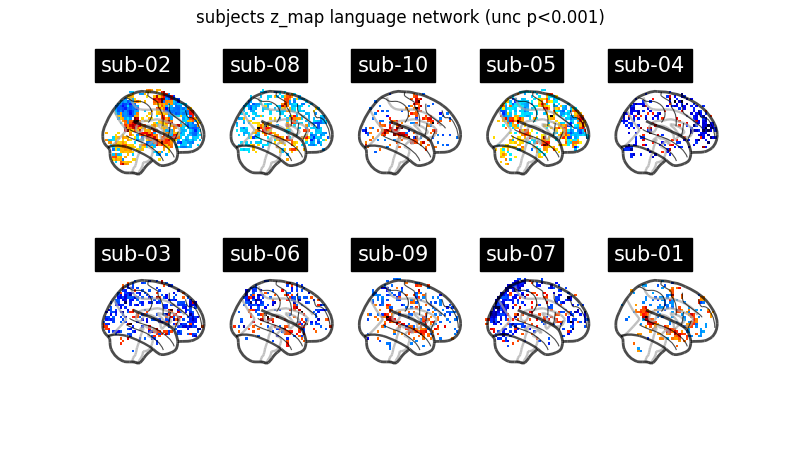 subjects z_map language network (unc p<0.001)
sub-02
sub-08
sub-10
sub-05
sub-04
sub-03
sub-06
sub-09
sub-07
sub-01